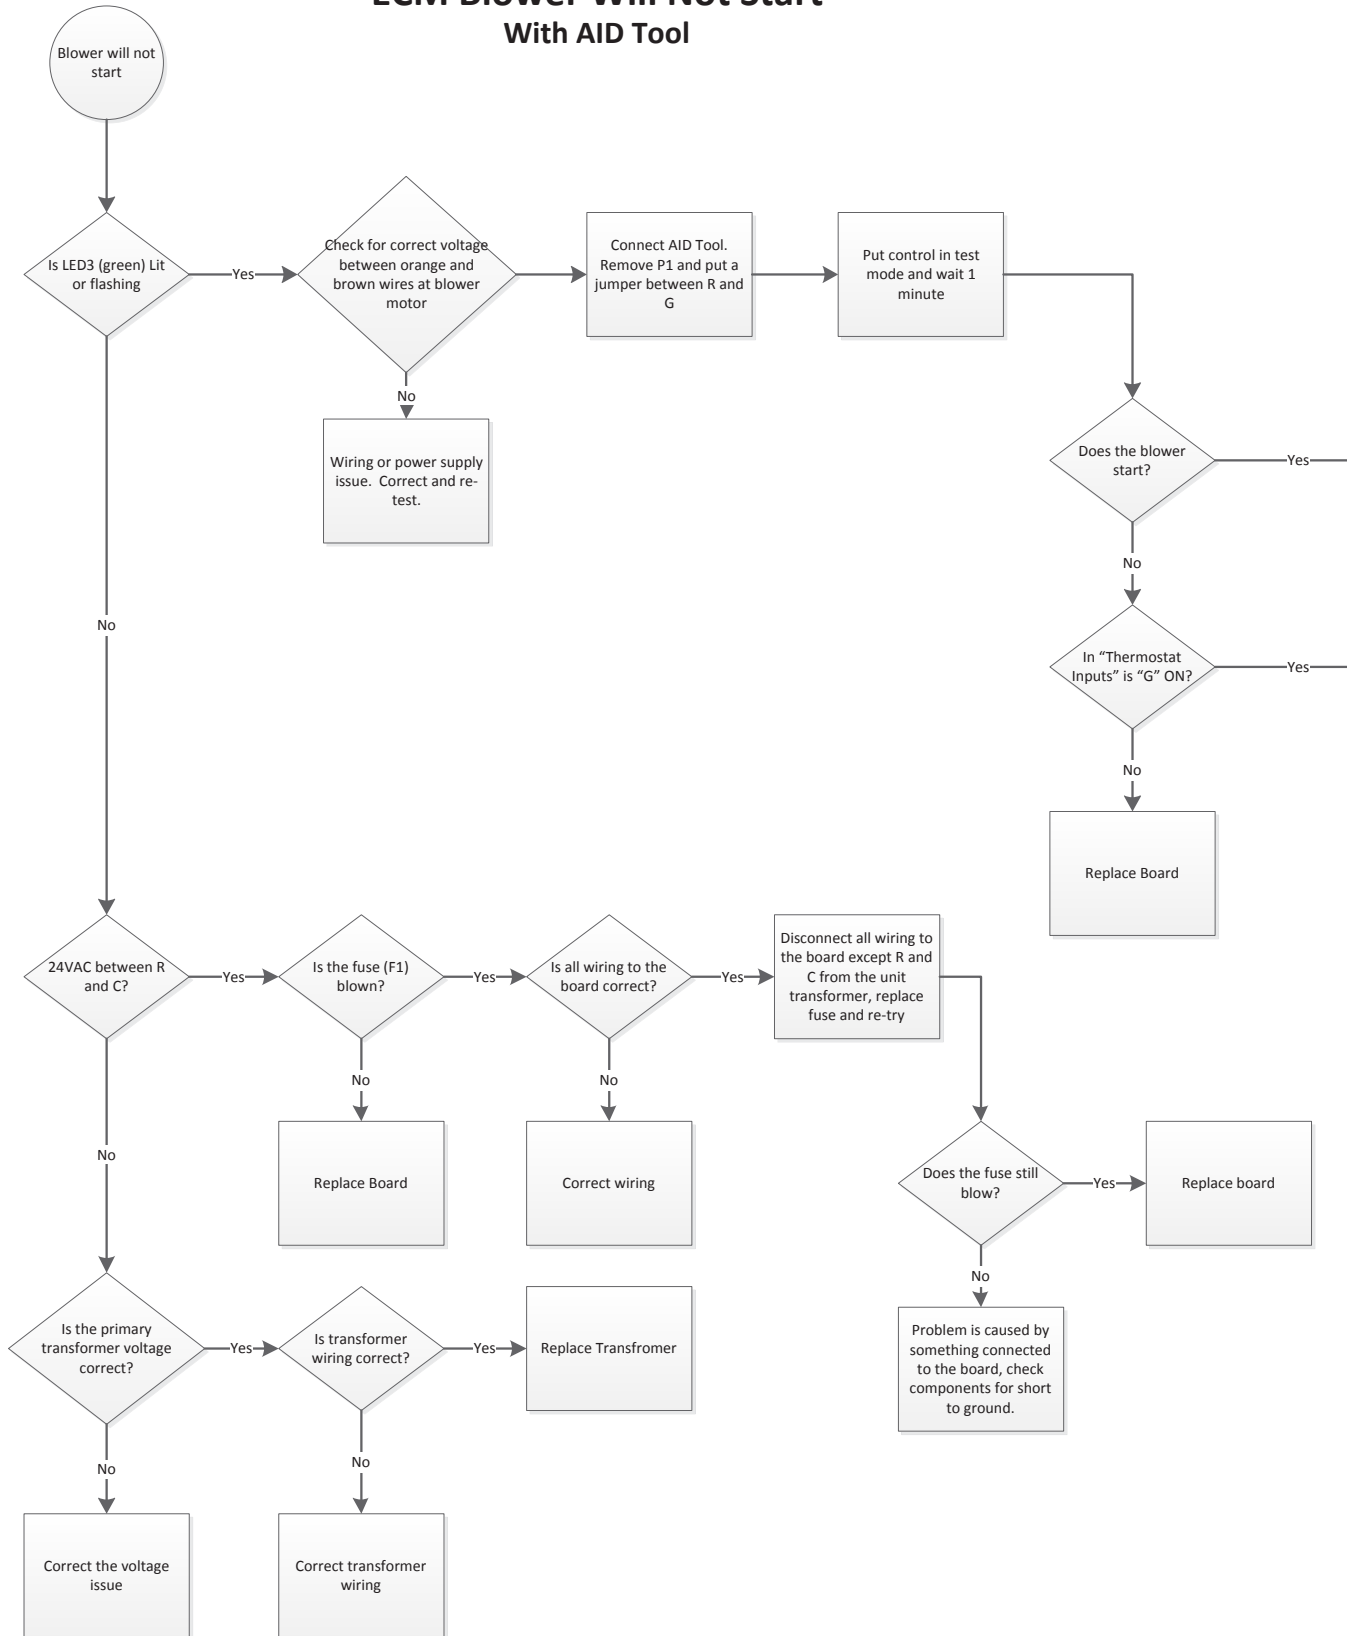 ECM Blower Will Not Start
With AID Tool
Blower will not
start
Is LED3 (green) Lit
or flashing
Yes
Check for correct voltage
between orange and
brown wires at blower
motor
Connect AID Tool.
Remove P1 and put a
jumper between R and
G
Put control in test
mode and wait 1
minute
No
Wiring or power supply
issue.  Correct and re-
test.
Does the blower
start?
Yes
No
No
In “Thermostat
Inputs” is “G” ON?
Yes
No
Replace Board
24VAC between R
and C?
Yes
Is the fuse (F1)
blown?
Yes
Is all wiring to the
board correct?
Yes
Disconnect all wiring to
the board except R and
C from the unit
transformer, replace
fuse and re-try
No
No
No
Replace Board
Correct wiring
Does the fuse still
blow?
Yes
Replace board
No
Is the primary
transformer voltage
correct?
Yes
Is transformer
wiring correct?
Yes
Replace Transfromer
Problem is caused by
something connected
to the board, check
components for short
to ground.
No
No
Correct the voltage
issue
Correct transformer
wiring